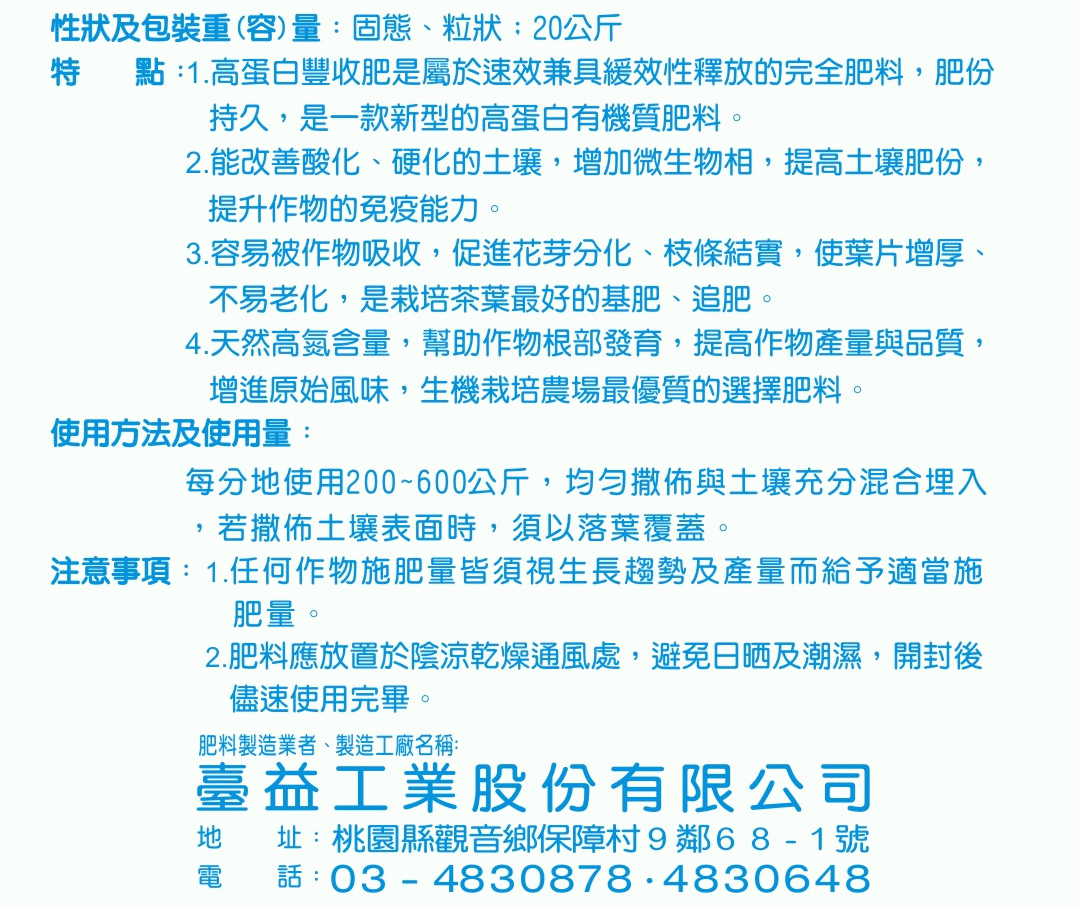 性狀及包裝重(容)量：固態、粒狀；20公斤
特　　點:1.高蛋白豐收肥是屬於速效兼具緩效性釋放的完全肥料，肥份
持久，是一款新型的高蛋白有機質肥料。
2.能改善酸化、硬化的土壤，增加微生物相，提高土壤肥份，
提升作物的免疫能力。
3.容易被作物吸收，促進花芽分化、枝條結實，使葉片增厚、
不易老化，是栽培茶葉最好的基肥、追肥。
4.天然高氮含量，幫助作物根部發育，提高作物產量與品質，
增進原始風味，生機栽培農場最優質的選擇肥料。
使用方法及使用量：
每分地使用200~600公斤，均勻撒佈與土壤充分混合埋入
，若撒佈土壤表面時，須以落葉覆蓋。
注意事項：1.任何作物施肥量皆須視生長趨勢及產量而給予適當施
肥量。
2.肥料應放置於陰涼乾燥通風處，避免日晒及潮濕，開封後
儘速使用完畢。
肥料製造業者、製造工廠名稱:
臺益工業股份有限公司
地　　址：桃園縣觀音鄉保障村9鄰68-1號
電　　話：03-4830878·4830648